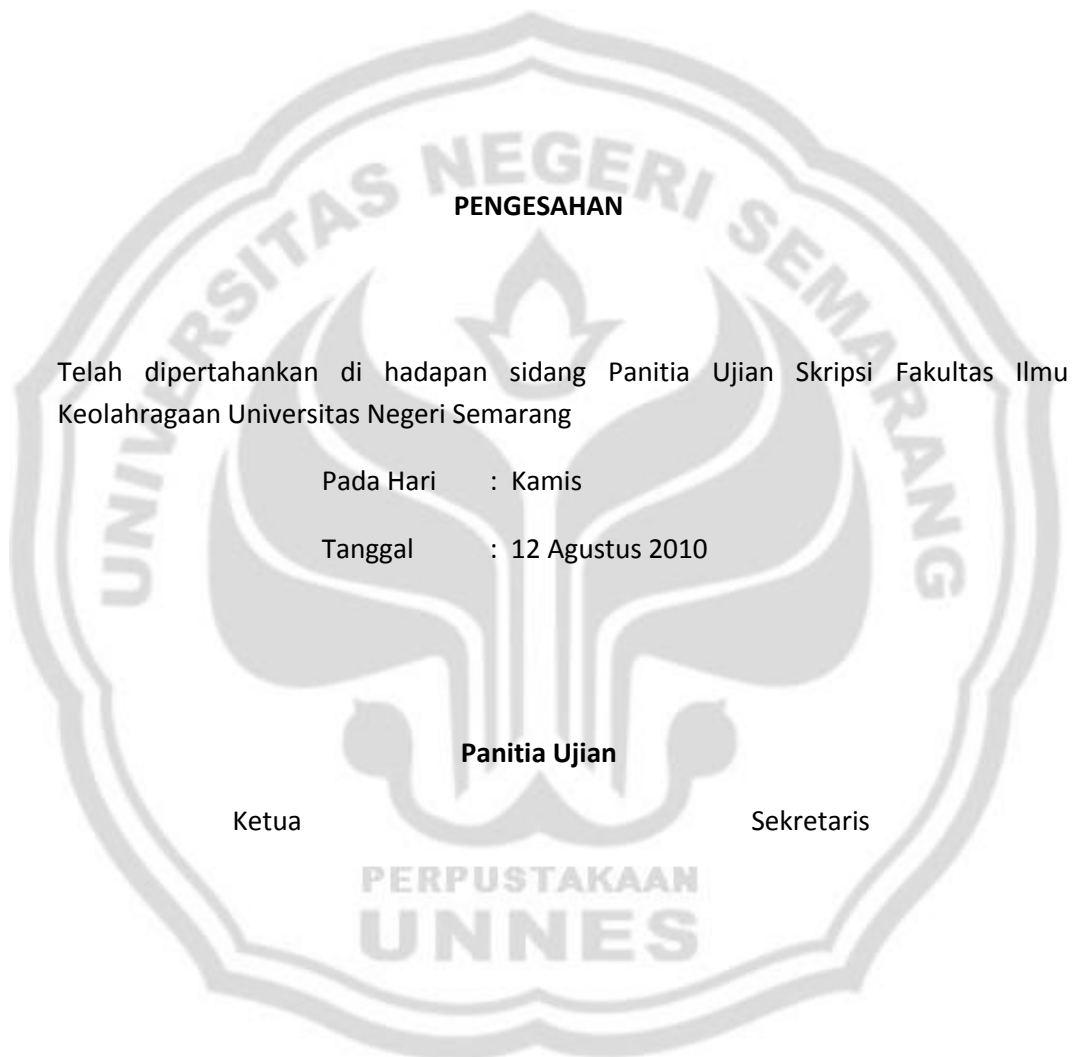 UNIVERSITAS NEGERI SEMARANG
PENGESAHAN
Telah dipertahankan di hadapan sidang Panitia Ujian Skripsi Fakultas Ilmu
Keolahragaan Universitas Negeri Semarang
Pada Hari : Kamis
Tanggal : 12 Agustus 2010
Panitia Ujian
Ketua Sekretaris
PERPUSTAKAAN
UNNES